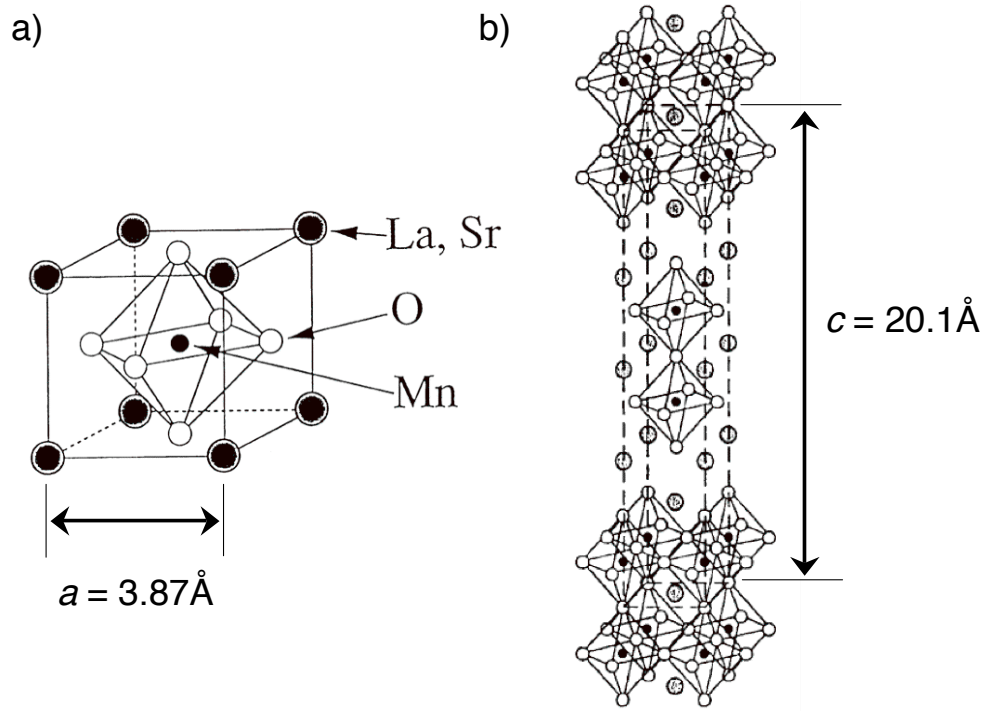 a)
b)
La, Sr
O
Mn
a = 3.87Å
c = 20.1Å